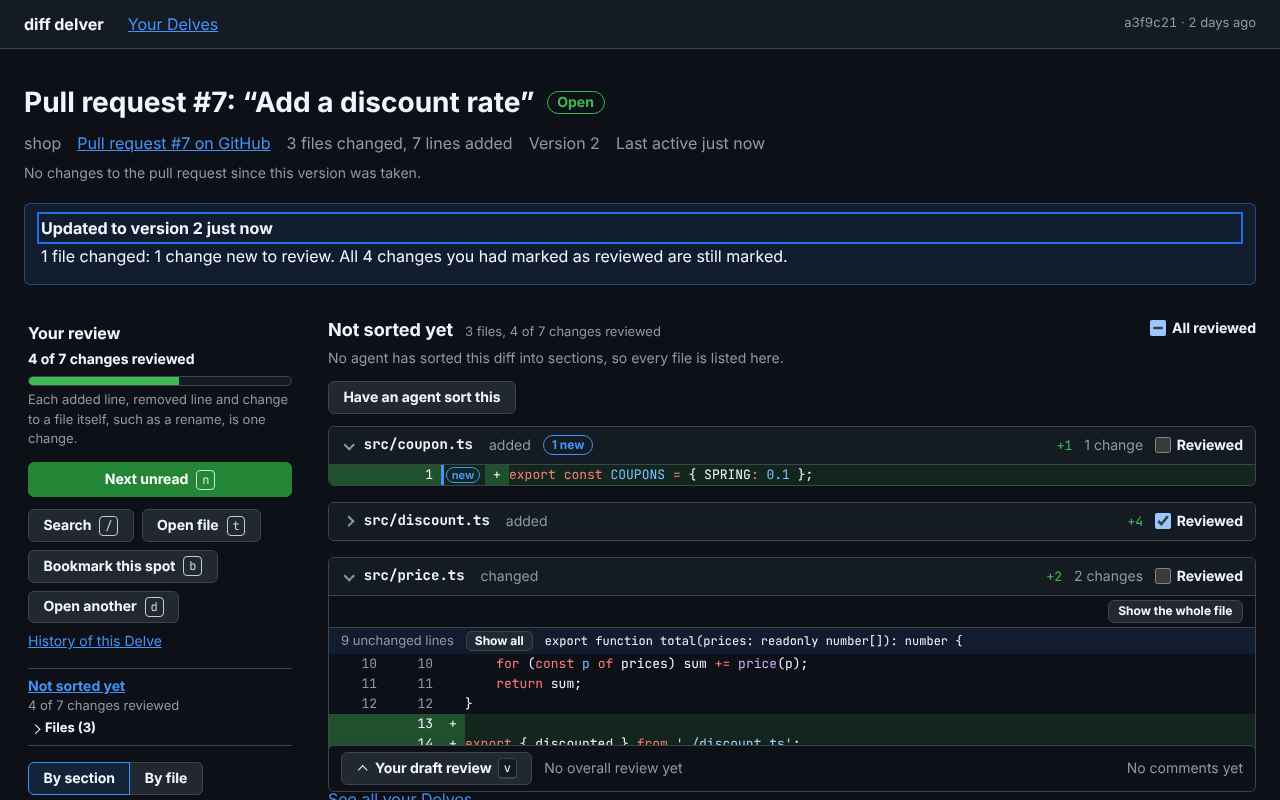 diff delver Your Delves a3f9c21 · 2 days ago
Pull request #7: “Add a discount rate” Open
shop Pull request #7 on GitHub 3 files changed, 7 lines added Version 2 Last active just now
No changes to the pull request since this version was taken.
Updated to version 2 just now
1 file changed: 1 change new to review. All 4 changes you had marked as reviewed are still marked.
Your review
4 of 7 changes reviewed
Each added line, removed line and change
to a file itself, such as a rename, is one
change.
Next unread n
Search / Open file t
Bookmark this spot b
Open another d
History of this Delve
Not sorted yet
4 of 7 changes reviewed
Files (3)
By section By file
Not sorted yet 3 files, 4 of 7 changes reviewed All reviewed
No agent has sorted this diff into sections, so every file is listed here.
Have an agent sort this
src/coupon.ts added 1 new +1 1 change Reviewed
1 new + export const COUPONS = { SPRING: 0.1 };
src/discount.ts added +4 Reviewed
src/price.ts changed +2 2 changes Reviewed
Show the whole file
9 unchanged lines Show all export function total(prices: readonly number[]): number {
10 10 for (const p of prices) sum += price(p);
11 11 return sum;
12 12 }
13 +
14 + export { discounted } from './discount.ts';
Your draft review v No overall review yet No comments yet
See all your Delves